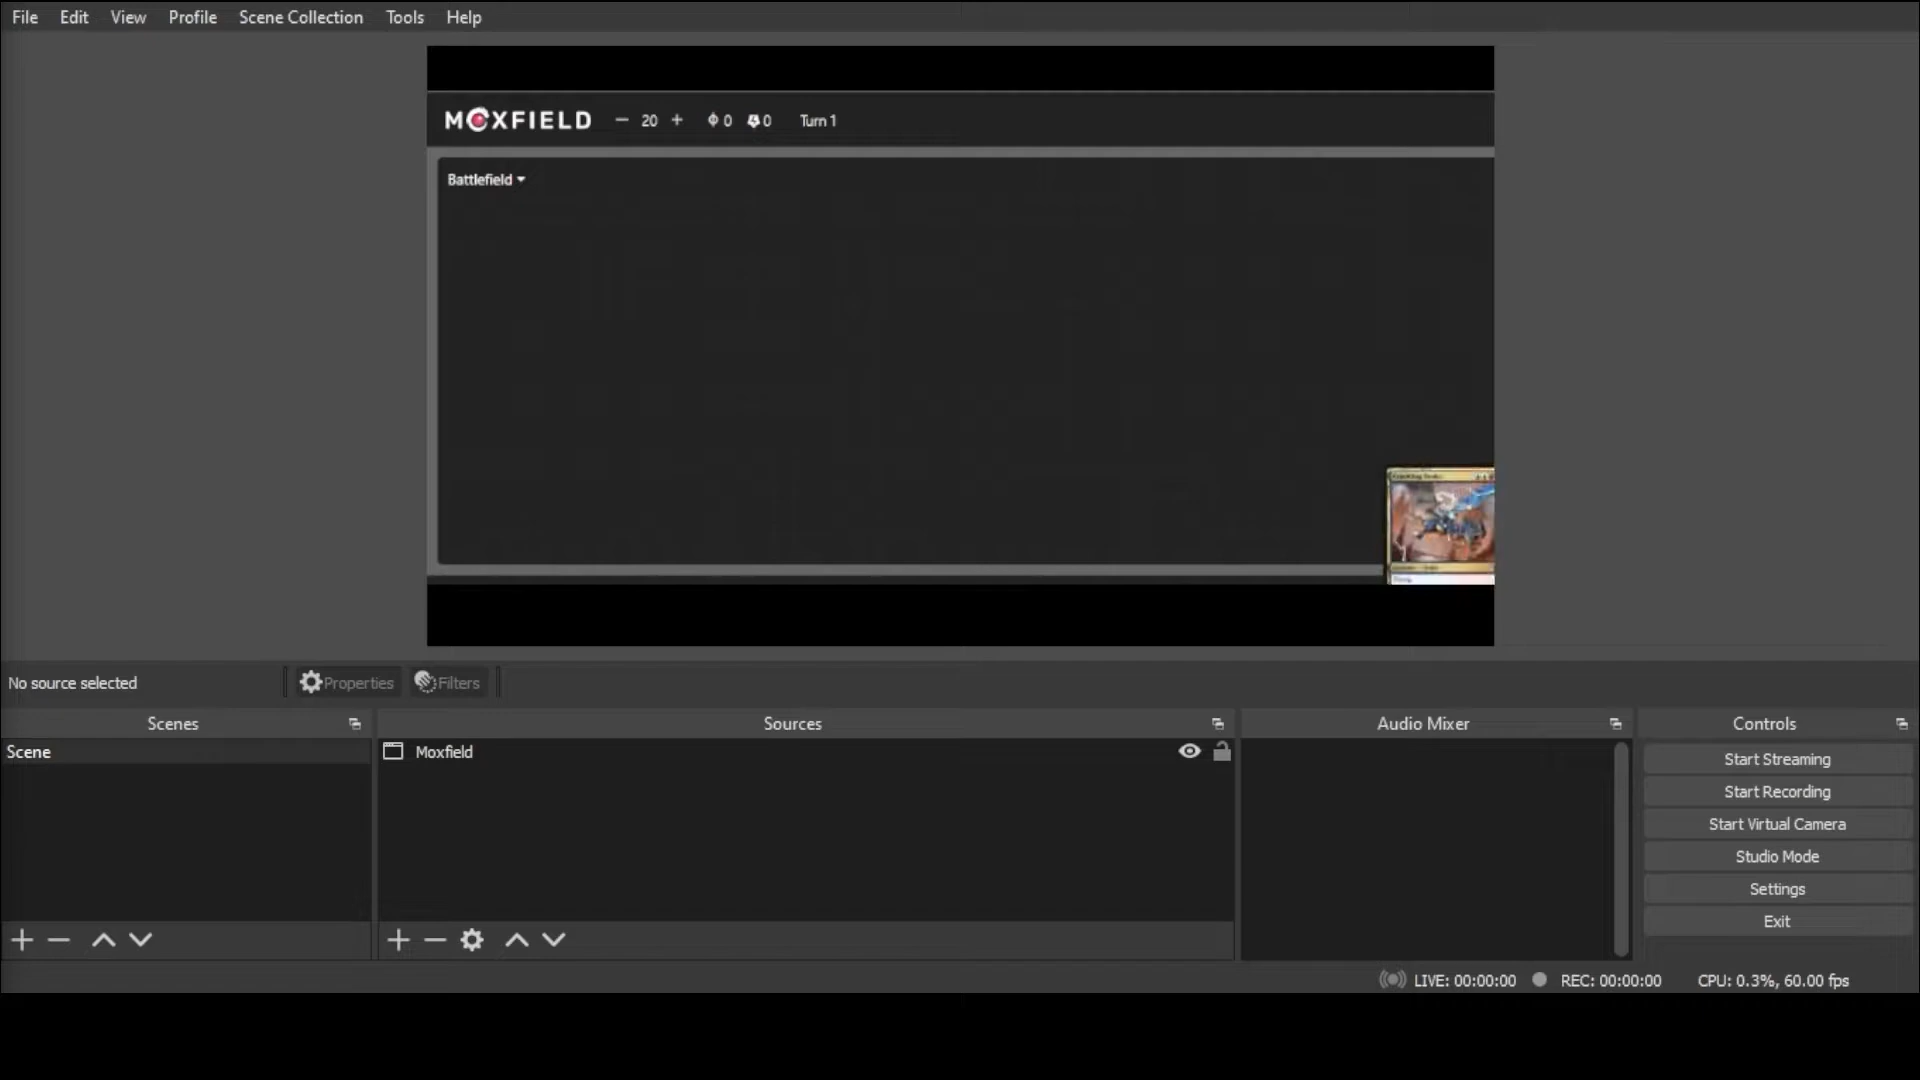 File Edit View Profile Scene Collection Tools Help
MOXFIELD − 20 + 0 0 Turn 1
Battlefield
No source selected Properties Filters
Scenes Sources Audio Mixer Controls
Scene Moxfield
Start Streaming
Start Recording
Start Virtual Camera
Studio Mode
Settings
Exit
LIVE: 00:00:00 REC: 00:00:00 CPU: 0.3%, 60.00 fps